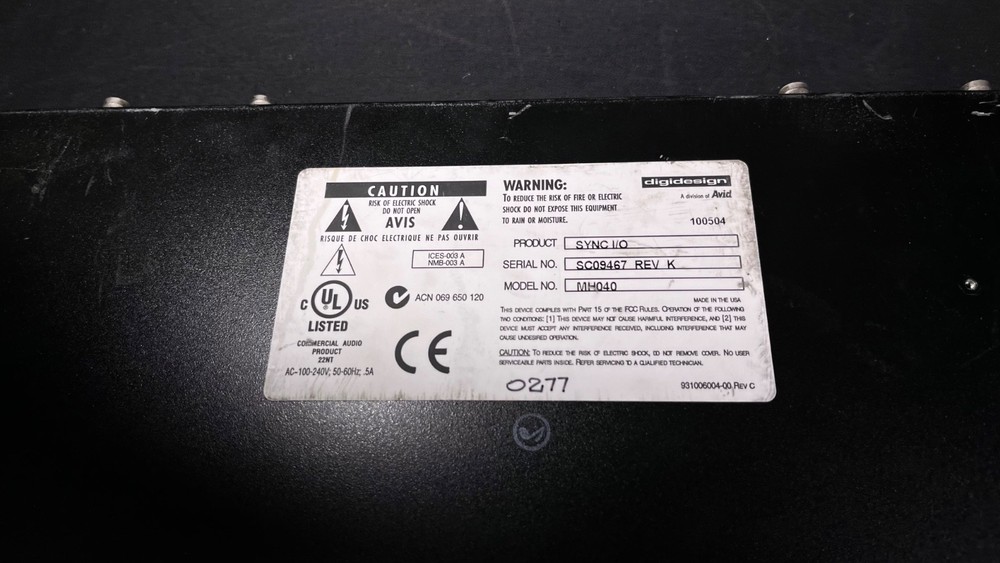 CAUTION
RISK OF ELECTRIC SHOCK
DO NOT OPEN
AVIS
RISQUE DE CHOC ELECTRIQUE NE PAS OUVRIR
ICES-003 A
NMB-003 A
C UL US
LISTED
COMMERCIAL AUDIO
PRODUCT
22NT
AC~100-240V; 50-60Hz; .5A
ACN 069 650 120
CE
WARNING:
TO REDUCE THE RISK OF FIRE OR ELECTRIC
SHOCK DO NOT EXPOSE THIS EQUIPMENT
TO RAIN OR MOISTURE.
digidesign
A division of Avid
100504
PRODUCT SYNC I/O
SERIAL NO. SC09467 REV K
MODEL NO. MH040
MADE IN THE USA
THIS DEVICE COMPLIES WITH PART 15 OF THE FCC RULES. OPERATION OF THE FOLLOWING
TWO CONDITIONS: [1] THIS DEVICE MAY NOT CAUSE HARMFUL INTERFERENCE, AND [2] THIS
DEVICE MUST ACCEPT ANY INTERFERENCE RECEIVED, INCLUDING INTERFERENCE THAT MAY
CAUSE UNDESIRED OPERATION.
CAUTION: TO REDUCE THE RISK OF ELECTRIC SHOCK, DO NOT REMOVE COVER. NO USER
SERVICEABLE PARTS INSIDE. REFER SERVICING TO A QUALIFIED TECHNICIAN.
0277
931006004-00 REV C